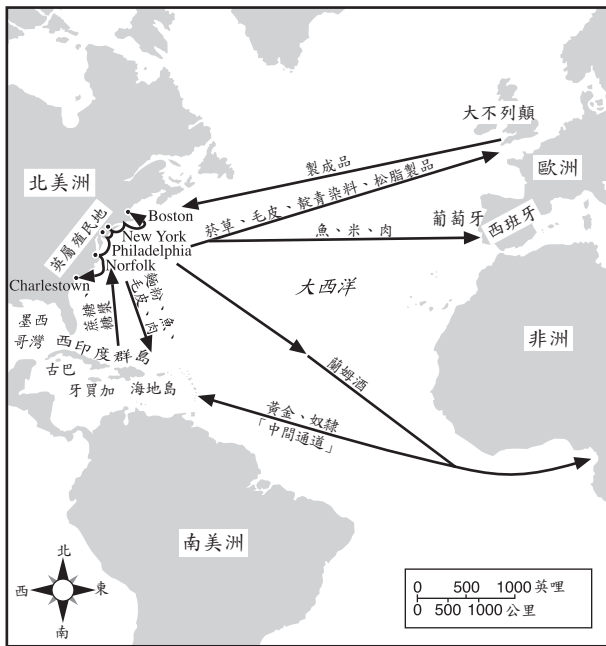 大不列顛
歐洲
北美洲
製成品
菸草、毛皮、靛青染料、松脂製品
Boston
New York
Philadelphia
Norfolk
Charlestown
英屬殖民地
葡萄牙
西班牙
魚、米、肉
大西洋
蔗糖、
糖漿
麵粉、魚、
毛皮、肉
墨西
哥灣
西印度群島
古巴
牙買加
海地島
非洲
蘭姆酒
黃金、奴隸
「中間通道」
南美洲
北
西
東
南
0 500 1000 英哩
0 500 1000 公里